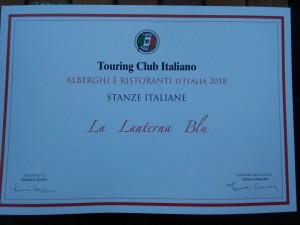 Touring Club Italiano
ALBERGHI E RISTORANTI D'ITALIA 2018
STANZE ITALIANE
La Lanterna Blu